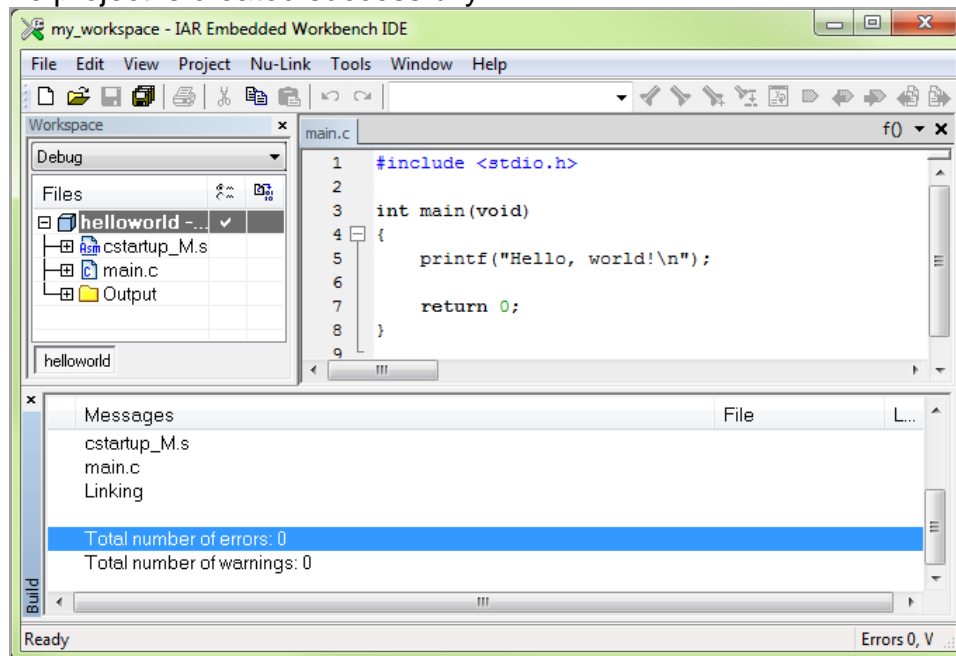 my_workspace - IAR Embedded Workbench IDE
File Edit View Project Nu-Link Tools Window Help
Workspace
Debug
Files
helloworld -...
cstartup_M.s
main.c
Output
helloworld
main.c
f()
1 #include <stdio.h>
2
3 int main(void)
4 {
5 printf("Hello, world!\n");
6
7 return 0;
8 }
9
Messages File L...
cstartup_M.s
main.c
Linking
Total number of errors: 0
Total number of warnings: 0
Build
Ready Errors 0, V